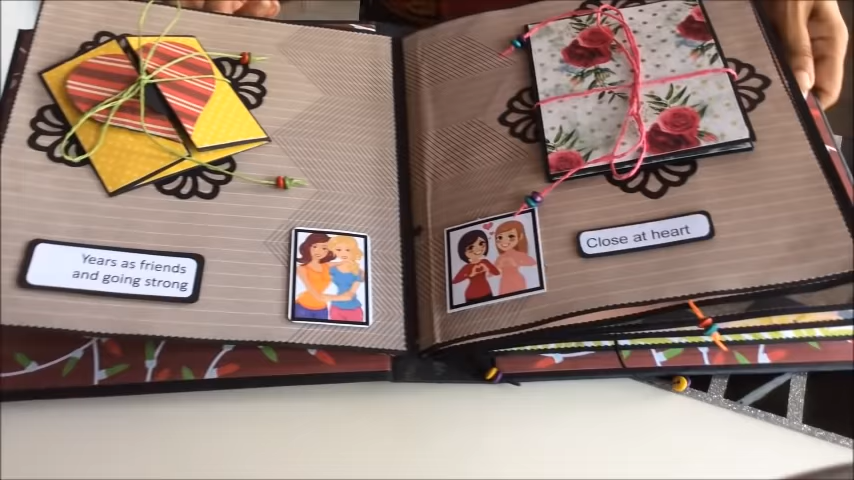 Years as friends
and going strong
Close at heart